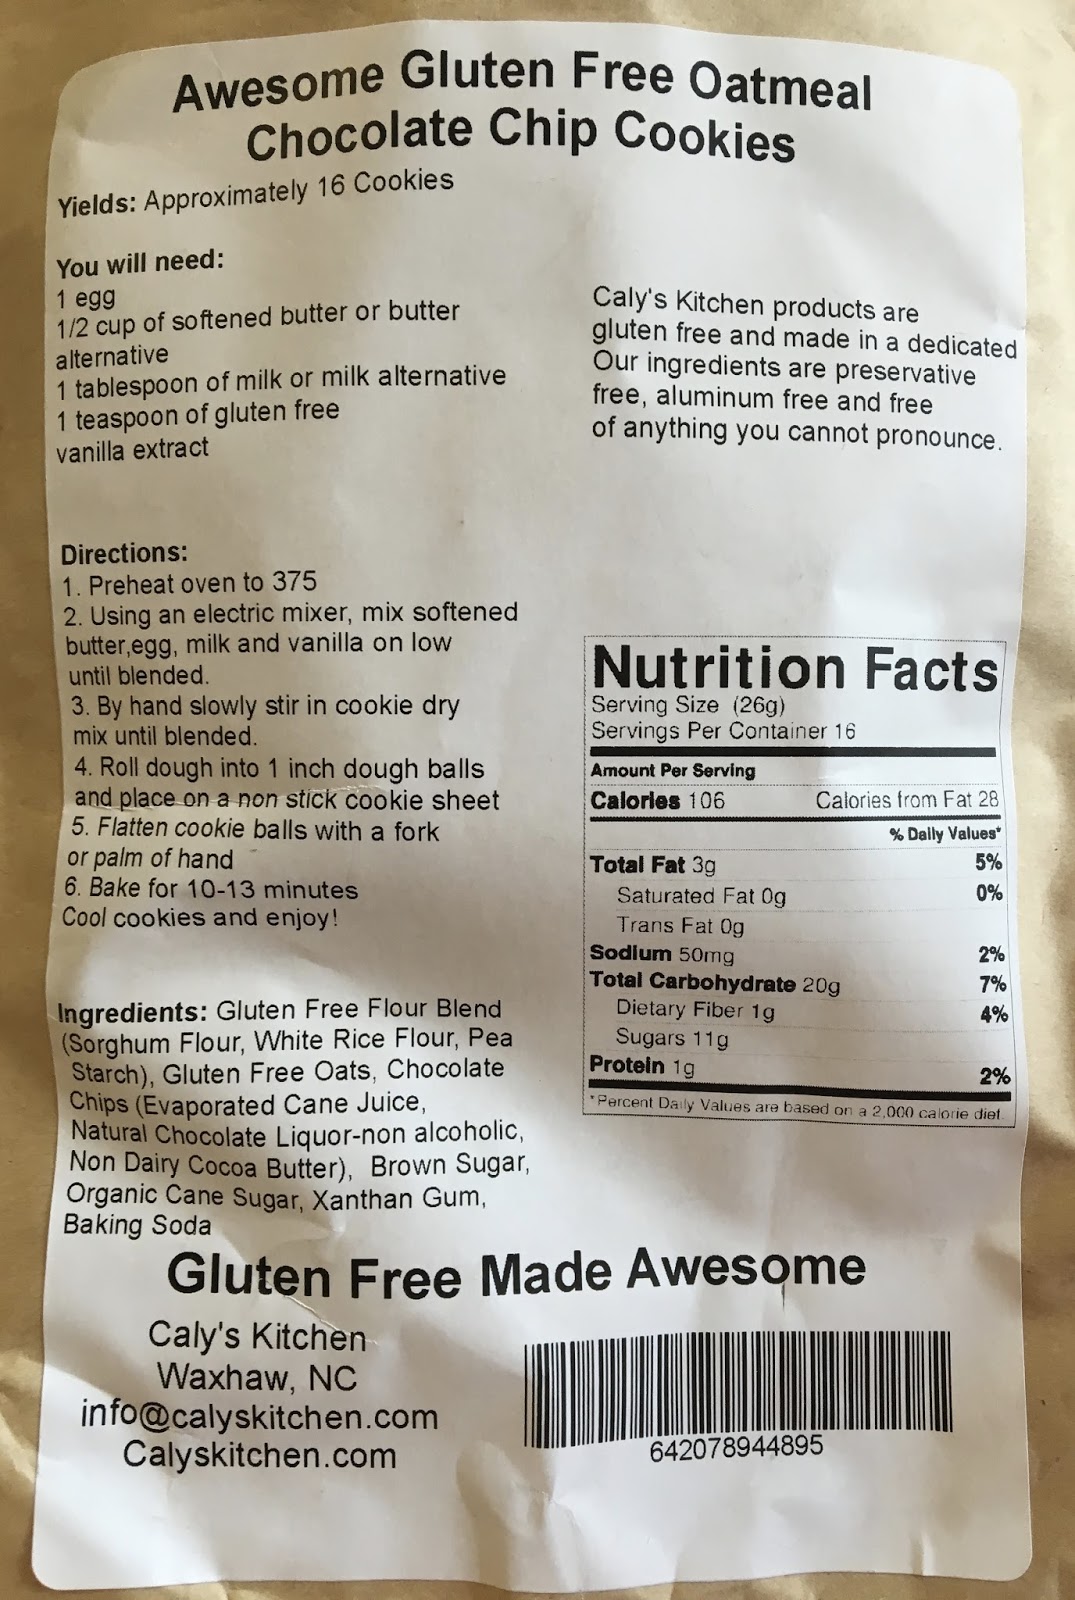 Awesome Gluten Free Oatmeal
Chocolate Chip Cookies
Yields: Approximately 16 Cookies
You will need:
1 egg
1/2 cup of softened butter or butter
alternative
1 tablespoon of milk or milk alternative
1 teaspoon of gluten free
vanilla extract
Caly's Kitchen products are
gluten free and made in a dedicated
Our ingredients are preservative
free, aluminum free and free
of anything you cannot pronounce.
Directions:
1. Preheat oven to 375
2. Using an electric mixer, mix softened
butter,egg, milk and vanilla on low
until blended.
3. By hand slowly stir in cookie dry
mix until blended.
4. Roll dough into 1 inch dough balls
and place on a non stick cookie sheet
5. Flatten cookie balls with a fork
or palm of hand
6. Bake for 10-13 minutes
Cool cookies and enjoy!
Nutrition Facts
Serving Size (26g)
Servings Per Container 16
Amount Per Serving
Calories 106 Calories from Fat 28
% Daily Values*
Total Fat 3g 5%
Saturated Fat 0g 0%
Trans Fat 0g
Sodium 50mg 2%
Total Carbohydrate 20g 7%
Dietary Fiber 1g 4%
Sugars 11g
Protein 1g 2%
*Percent Daily Values are based on a 2,000 calorie diet.
Ingredients: Gluten Free Flour Blend
(Sorghum Flour, White Rice Flour, Pea
Starch), Gluten Free Oats, Chocolate
Chips (Evaporated Cane Juice,
Natural Chocolate Liquor-non alcoholic,
Non Dairy Cocoa Butter), Brown Sugar,
Organic Cane Sugar, Xanthan Gum,
Baking Soda
Gluten Free Made Awesome
Caly's Kitchen
Waxhaw, NC
info@calyskitchen.com
Calyskitchen.com
642078944895